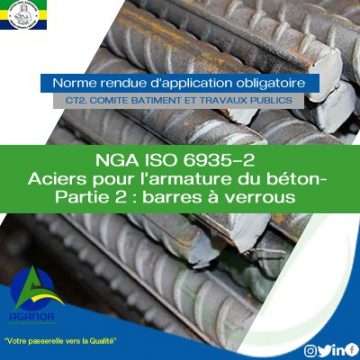 Norme rendue d'application obligatoire
CT2. COMITE BATIMENT ET TRAVAUX PUBLICS
NGA ISO 6935-2
Aciers pour l'armature du béton-
Partie 2 : barres à verrous
AGANOR
"Votre passerelle vers la Qualité"